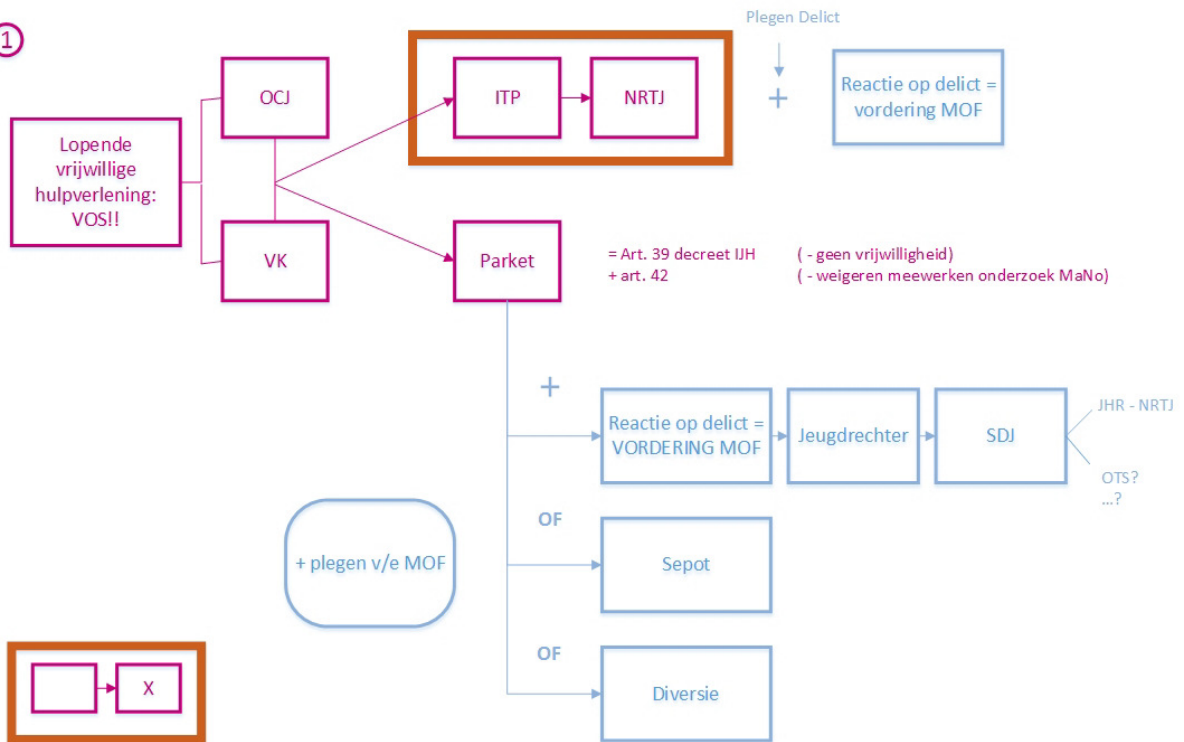 1
Plegen Delict
OCJ
ITP
NRTJ
+
Reactie op delict =
vordering MOF
Lopende
vrijwillige
hulpverlening:
VOS!!
VK
Parket
= Art. 39 decreet IJH ( - geen vrijwilligheid)
+ art. 42 ( - weigeren meewerken onderzoek MaNo)
+
Reactie op delict =
VORDERING MOF
Jeugdrechter
SDJ
JHR - NRTJ
OTS?
...?
OF
+ plegen v/e MOF
Sepot
OF
Diversie
X